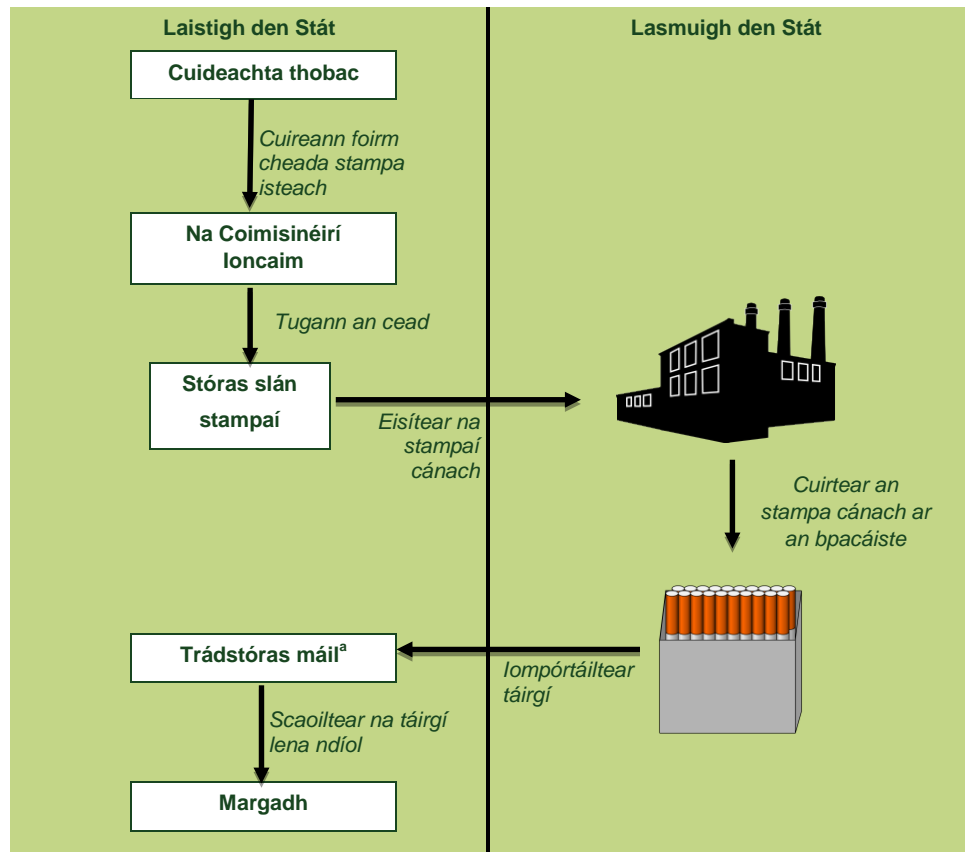 Laistigh den Stát
Lasmuigh den Stát
Cuideachta thobac
Cuireann foirm
cheada stampa
isteach
Na Coimisinéirí
Ioncaim
Tugann an cead
Stóras slán
stampaí
Eisítear na
stampaí
cánach
Cuirtear an
stampa cánach ar
an bpacáiste
Iompórtáiltear
táirgí
Trádstóras máilᵃ
Scaoiltear na táirgí
lena ndíol
Margadh